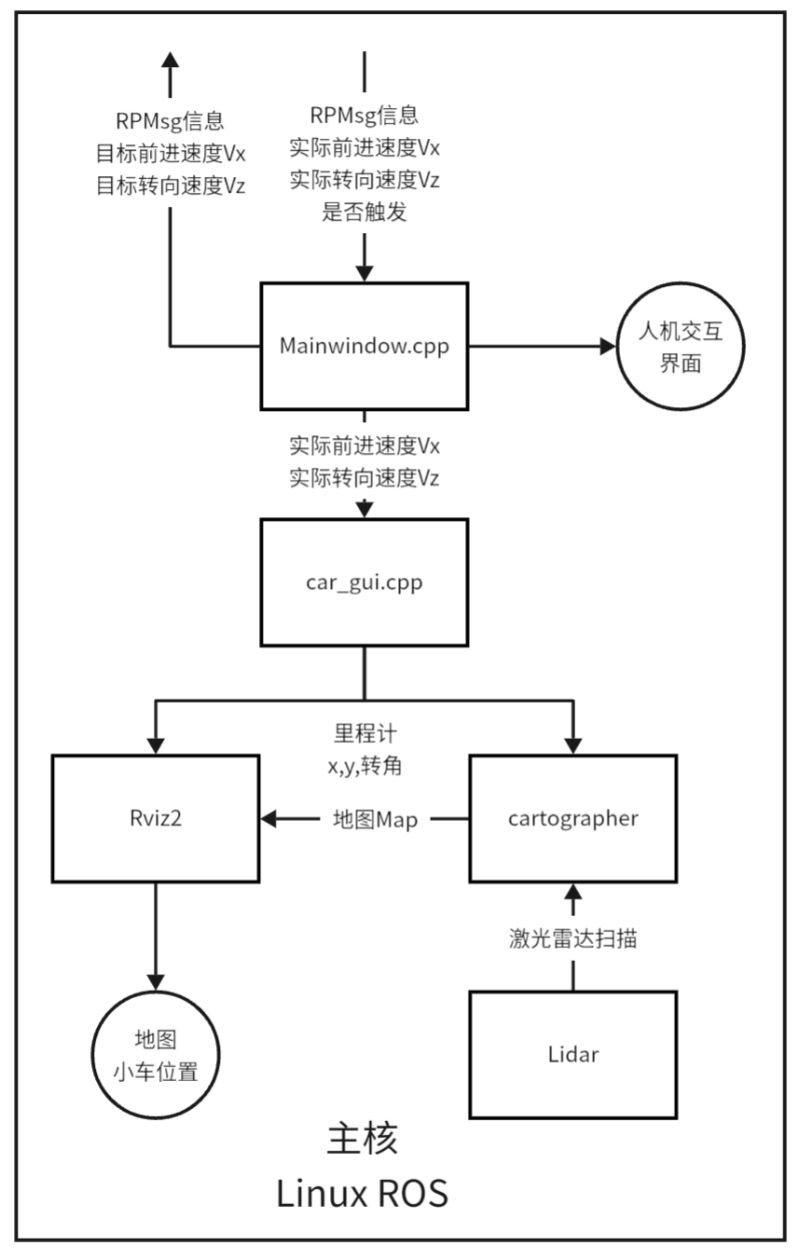 RPMsg信息
目标前进速度Vx
目标转向速度Vz
RPMsg信息
实际前进速度Vx
实际转向速度Vz
是否触发
Mainwindow.cpp
人机交互
界面
实际前进速度Vx
实际转向速度Vz
car_gui.cpp
里程计
x,y,转角
Rviz2
地图Map
cartographer
激光雷达扫描
地图
小车位置
Lidar
主核
Linux ROS